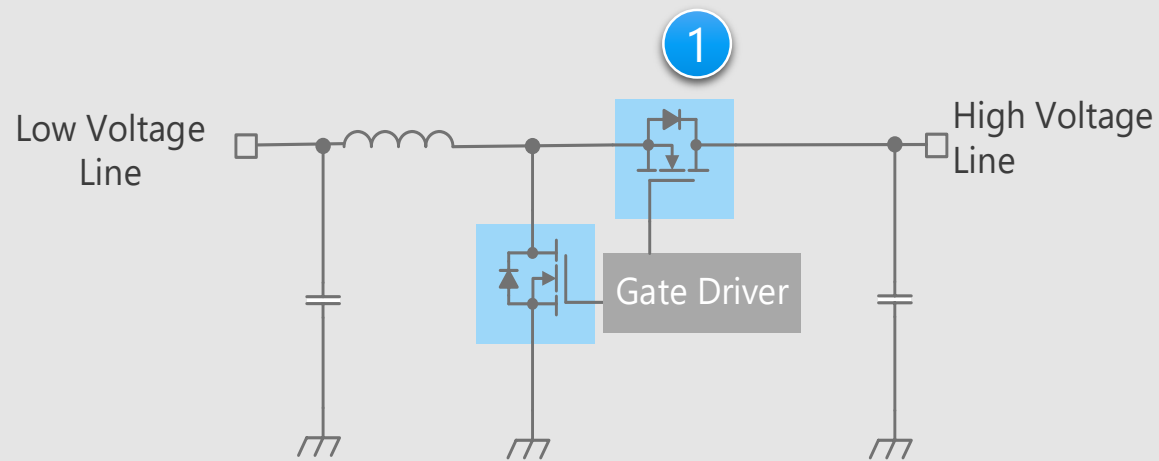 1
Low Voltage
Line
High Voltage
Line
Gate Driver